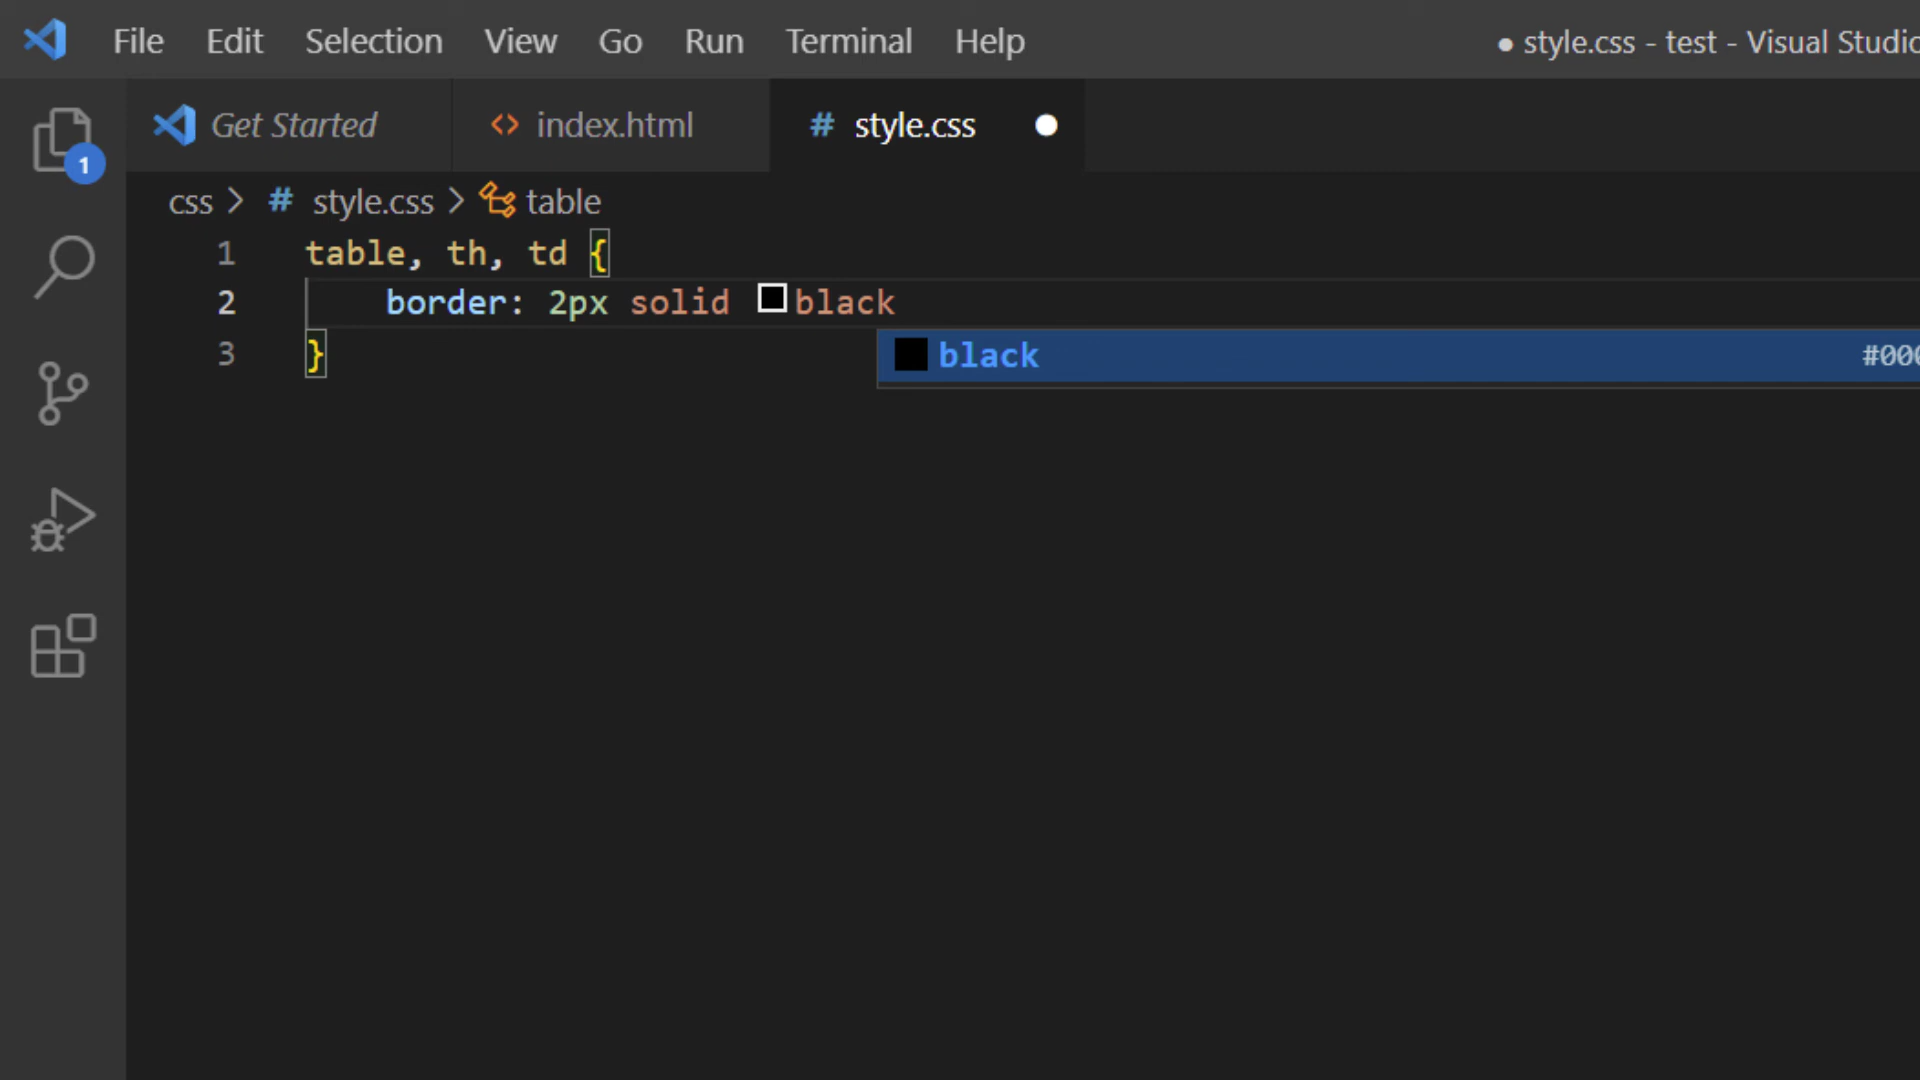 File Edit Selection View Go Run Terminal Help ● style.css - test - Visual Studio
1
Get Started index.html # style.css ●
css > # style.css > table
1 table, th, td {
2 border: 2px solid black
black #000
3 }